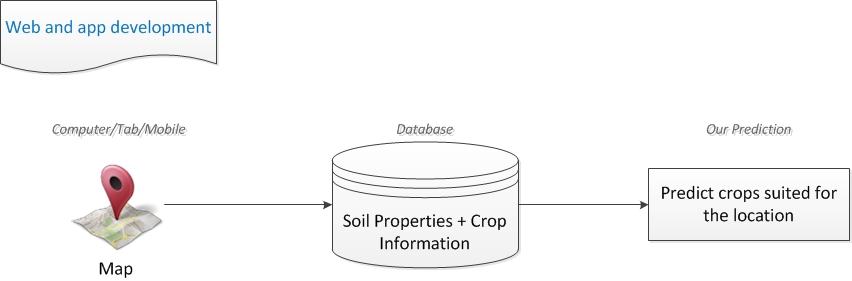 Web and app development
Computer/Tab/Mobile
Database
Our Prediction
Soil Properties + Crop
Information
Predict crops suited for
the location
Map